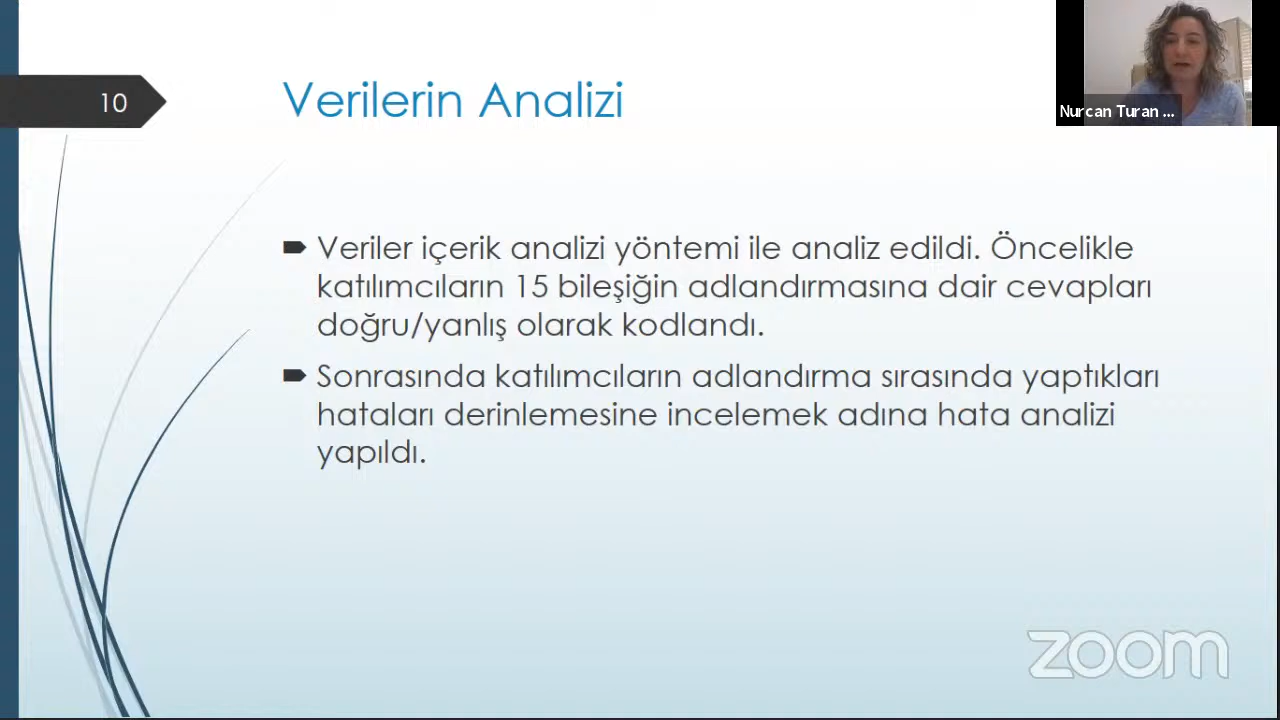 10
Verilerin Analizi
Nurcan Turan ...
Veriler içerik analizi yöntemi ile analiz edildi. Öncelikle
katılımcıların 15 bileşiğin adlandırmasına dair cevapları
doğru/yanlış olarak kodlandı.
Sonrasında katılımcıların adlandırma sırasında yaptıkları
hataları derinlemesine incelemek adına hata analizi
yapıldı.
zoom